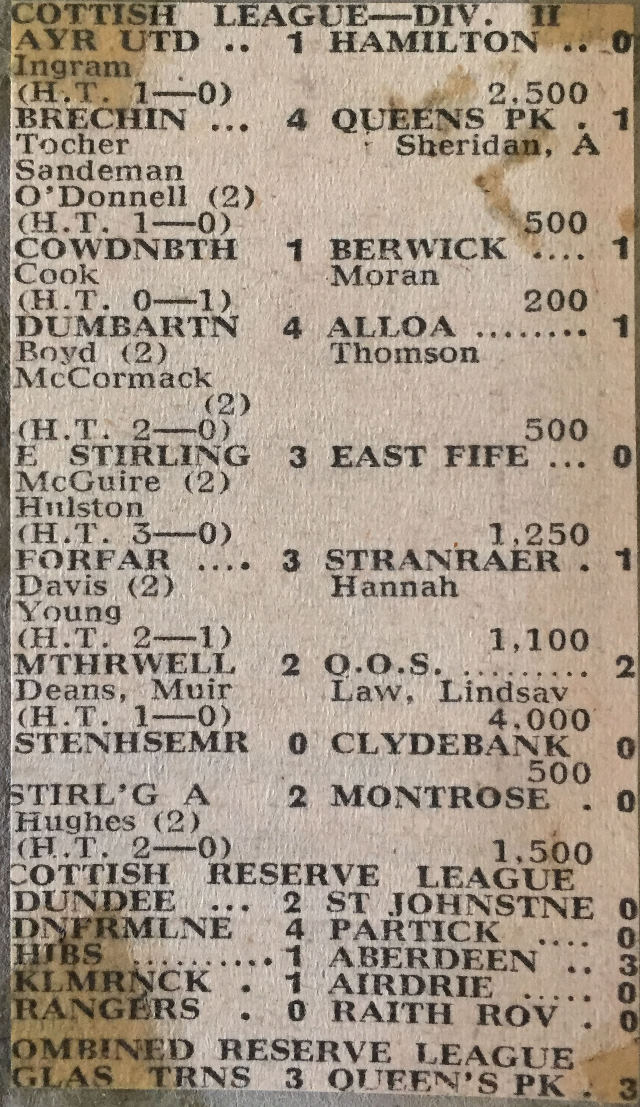 COTTISH LEAGUE—DIV. II
AYR UTD .. 1 HAMILTON .. 0
Ingram
(H.T. 1—0) 2,500
BRECHIN ... 4 QUEENS PK . 1
Tocher Sheridan, A
Sandeman
O'Donnell (2)
(H.T. 1—0) 500
COWDNBTH 1 BERWICK .... 1
Cook Moran
(H.T. 0—1) 200
DUMBARTN 4 ALLOA ........ 1
Boyd (2) Thomson
McCormack
(2)
(H.T. 2—0) 500
E STIRLING 3 EAST FIFE ... 0
McGuire (2)
Hulston
(H.T. 3—0) 1,250
FORFAR .... 3 STRANRAER . 1
Davis (2) Hannah
Young
(H.T. 2—1) 1,100
MTHRWELL 2 Q.O.S. ......... 2
Deans, Muir Law, Lindsay
(H.T. 1—0) 4,000
STENHSEMR 0 CLYDEBANK 0
500
STIRL'G A 2 MONTROSE . 0
Hughes (2)
(H.T. 2—0) 1,500
COTTISH RESERVE LEAGUE
DUNDEE ... 2 ST JOHNSTNE 0
DNFRMLNE 4 PARTICK .... 0
HIBS .......... 1 ABERDEEN .. 3
KLMRNCK . 1 AIRDRIE ..... 0
RANGERS . 0 RAITH ROV . 0
OMBINED RESERVE LEAGUE
GLAS TRNS 3 QUEEN'S PK . 3